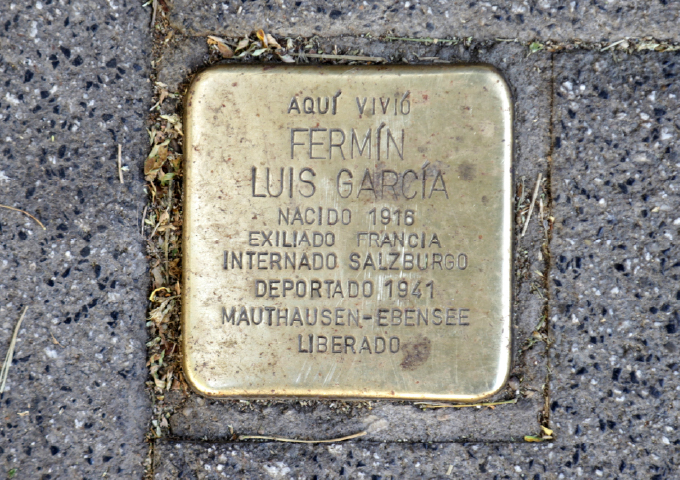 AQUÍ VIVIÓ
FERMÍN
LUIS GARCÍA
NACIDO 1916
EXILIADO FRANCIA
INTERNADO SALZBURGO
DEPORTADO 1941
MAUTHAUSEN-EBENSEE
LIBERADO